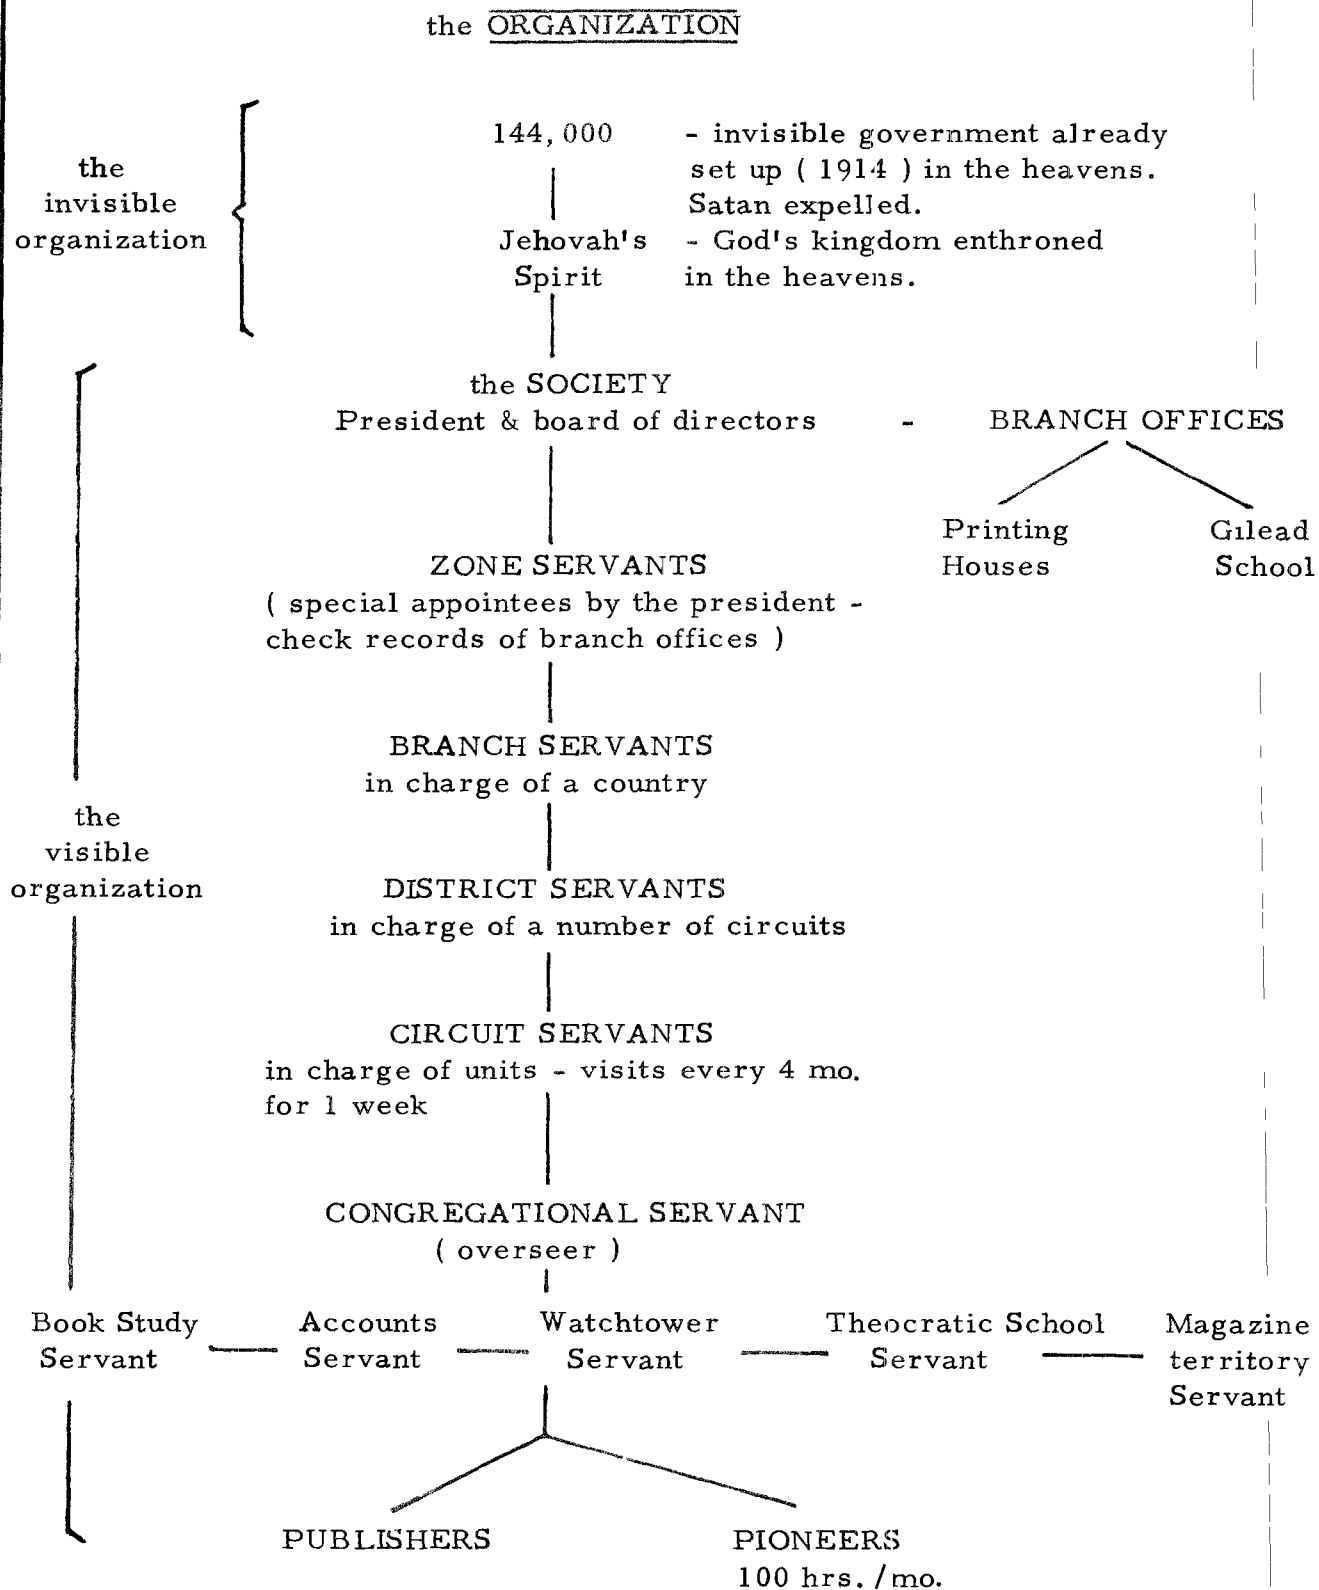 the ORGANIZATION
the
invisible
organization
144,000
- invisible government already
set up ( 1914 ) in the heavens.
Satan expelled.
Jehovah's
Spirit
- God's kingdom enthroned
in the heavens.
the SOCIETY
President & board of directors - BRANCH OFFICES
Printing
Houses
Gilead
School
ZONE SERVANTS
( special appointees by the president -
check records of branch offices )
BRANCH SERVANTS
in charge of a country
the
visible
organization
DISTRICT SERVANTS
in charge of a number of circuits
CIRCUIT SERVANTS
in charge of units - visits every 4 mo.
for 1 week
CONGREGATIONAL SERVANT
( overseer )
Book Study
Servant
Accounts
Servant
Watchtower
Servant
Theocratic School
Servant
Magazine
territory
Servant
PUBLISHERS
PIONEERS
100 hrs. /mo.